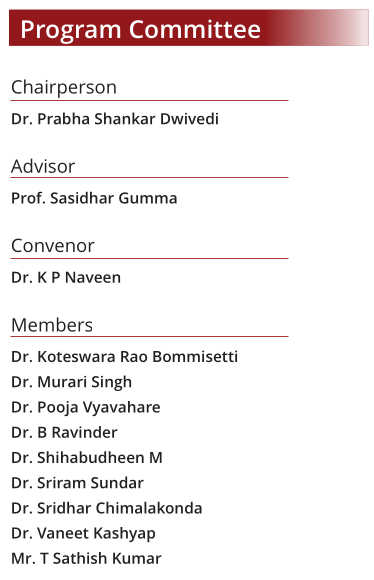 Program Committee
Chairperson
Dr. Prabha Shankar Dwivedi
Advisor
Prof. Sasidhar Gumma
Convenor
Dr. K P Naveen
Members
Dr. Koteswara Rao Bommisetti
Dr. Murari Singh
Dr. Pooja Vyavahare
Dr. B Ravinder
Dr. Shihabudheen M
Dr. Sriram Sundar
Dr. Sridhar Chimalakonda
Dr. Vaneet Kashyap
Mr. T Sathish Kumar